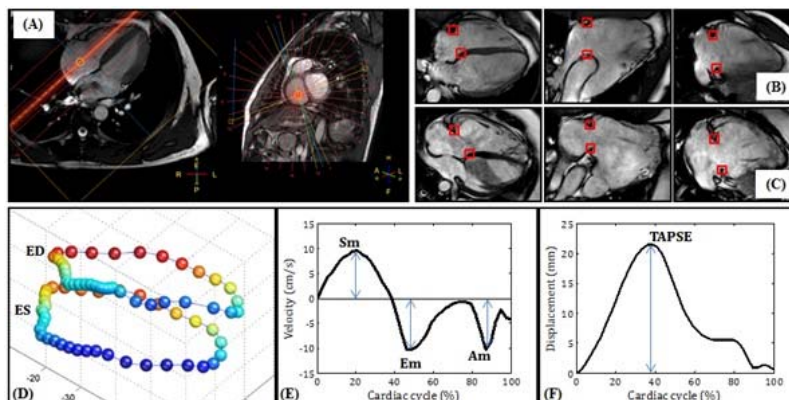 (A)
R
L
P
A
L
F
(B)
(C)
ED
ES
-20
-30
(D)
15
10
5
0
-5
-10
-15
Velocity (cm/s)
Sm
Em
Am
0 20 40 60 80 100
Cardiac cycle (%)
(E)
25
20
15
10
5
0
Displacement (mm)
TAPSE
0 20 40 60 80 100
Cardiac cycle (%)
(F)